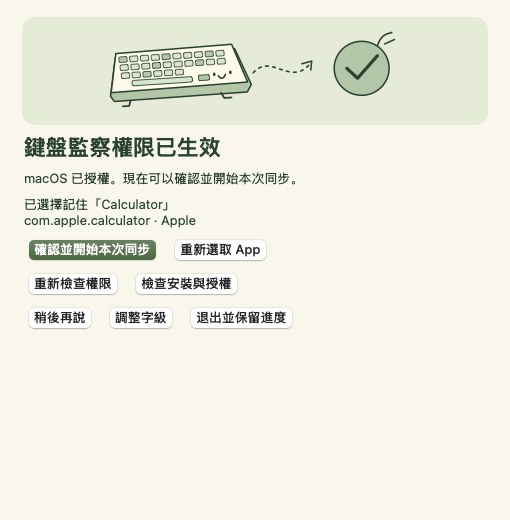 鍵盤監察權限已生效
macOS 已授權。現在可以確認並開始本次同步。
已選擇記住「Calculator」
com.apple.calculator · Apple
確認並開始本次同步 重新選取 App
重新檢查權限 檢查安裝與授權
稍後再說 調整字級 退出並保留進度